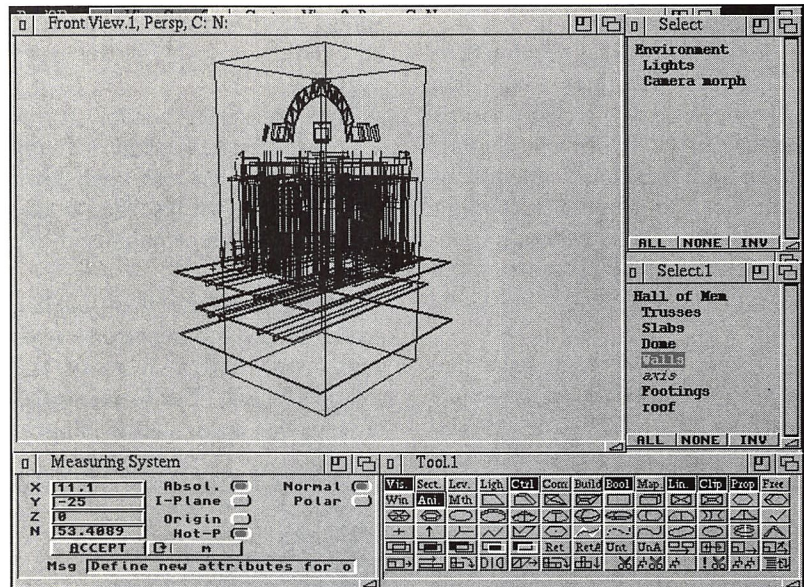 Front View.1, Persp, C: N:
Select
Environment
Lights
Camera morph
ALL NONE INV
Select.1
Hall of Mem
Trusses
Slabs
Dome
Walls
axis
Footings
roof
ALL NONE INV
Measuring System
X 11.1 Absol. Normal
Y -25 I-Plane Polar
Z 0 Origin
N 53.4089 Hot-P
ACCEPT m
Msg Define new attributes for o
Tool.1
Vis. Sect. Lev. Ligh Ctrl Com Build Bool Map. Lin. Clip Prop Free
Win Ani Mth
Ret RetA Unt UnA